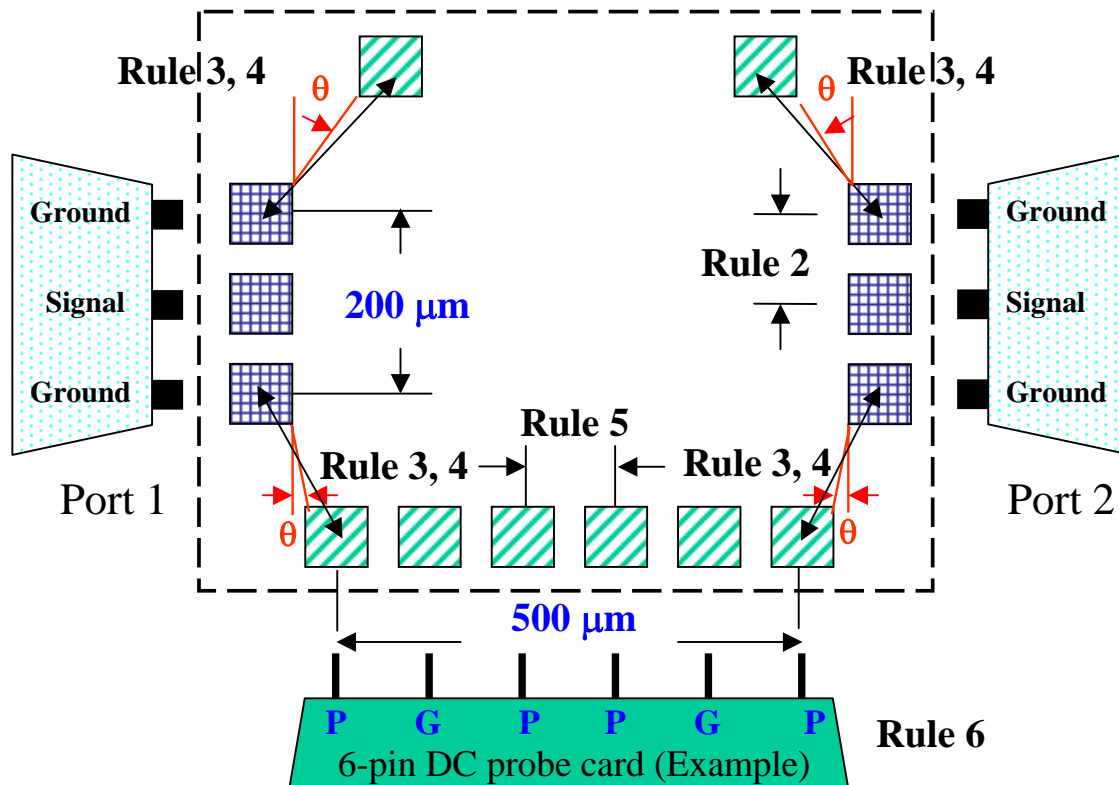 Rule 3, 4
θ
θ
Rule 3, 4
Ground
Signal
Ground
Port 1
200 μm
Rule 2
Ground
Signal
Ground
Port 2
Rule 5
Rule 3, 4
Rule 3, 4
θ
θ
500 μm
P G P P G P
6-pin DC probe card (Example)
Rule 6